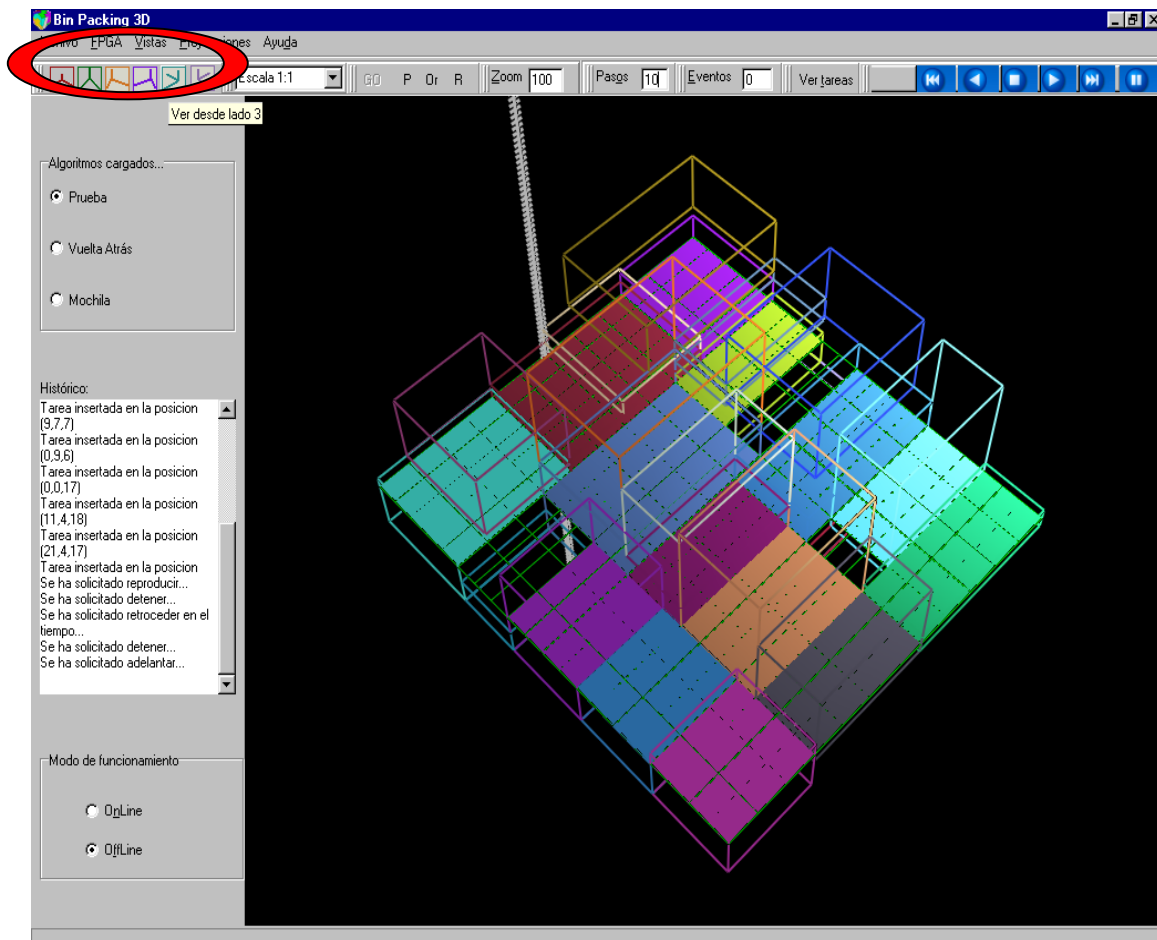 Bin Packing 3D
Archivo FPGA Vistas Proyecciones Ayuda
Escala 1:1 GO P Or R Zoom 100 Pasos 10 Eventos 0 Ver tareas
Ver desde lado 3
Algoritmos cargados...
Prueba
Vuelta Atrás
Mochila
Histórico:
Tarea insertada en la posicion
(9,7,7)
Tarea insertada en la posicion
(0,9,6)
Tarea insertada en la posicion
(0,0,17)
Tarea insertada en la posicion
(11,4,18)
Tarea insertada en la posicion
(21,4,17)
Tarea insertada en la posicion
Se ha solicitado reproducir...
Se ha solicitado detener...
Se ha solicitado retroceder en el
tiempo...
Se ha solicitado detener...
Se ha solicitado adelantar...
Modo de funcionamiento
OnLine
OffLine